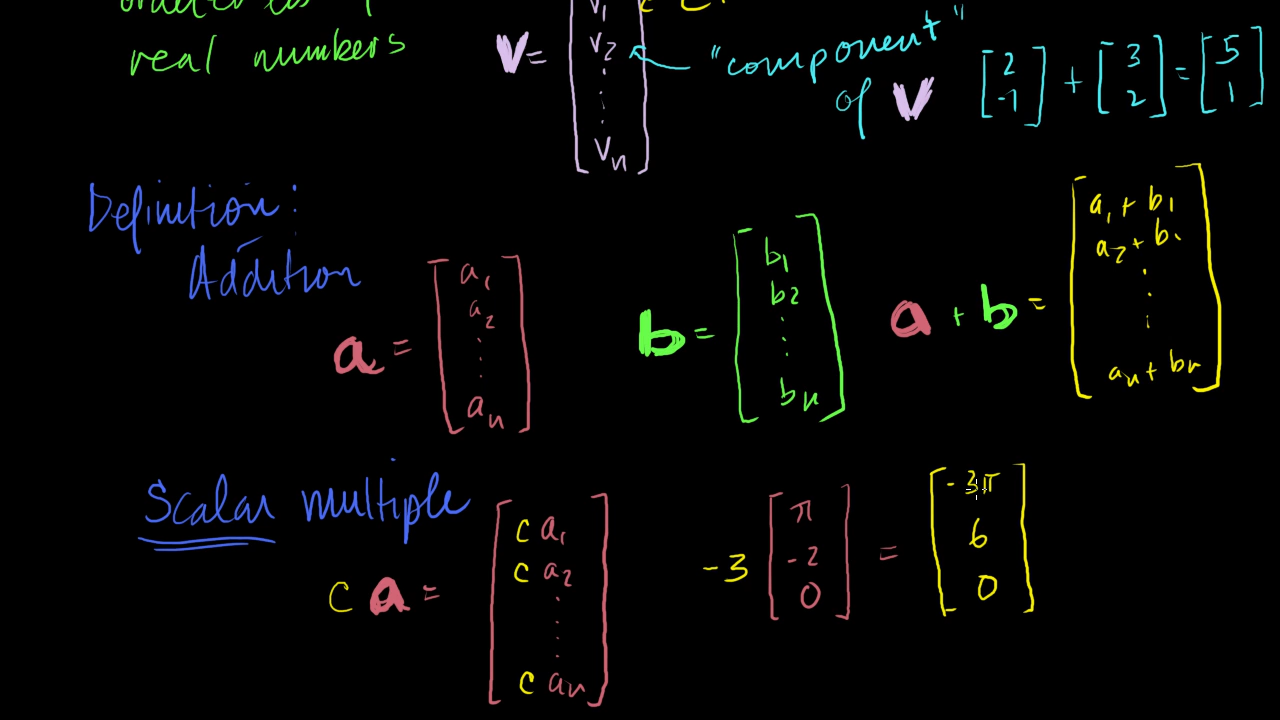 real numbers
v = [ v₁ v₂ ⋮ vₙ ]
"component"
of v
[ 2 -1 ] + [ 3 2 ] = [ 5 1 ]
Definition:
Addition
a = [ a₁ a₂ ⋮ aₙ ]
b = [ b₁ b₂ ⋮ bₙ ]
a + b = [ a₁ + b₁ a₂ + b ⋮ aₙ + bₙ ]
Scalar multiple
c a = [ c a₁ c a₂ ⋮ c aₙ ]
-3 [ π -2 0 ] = [ -3π 6 0 ]